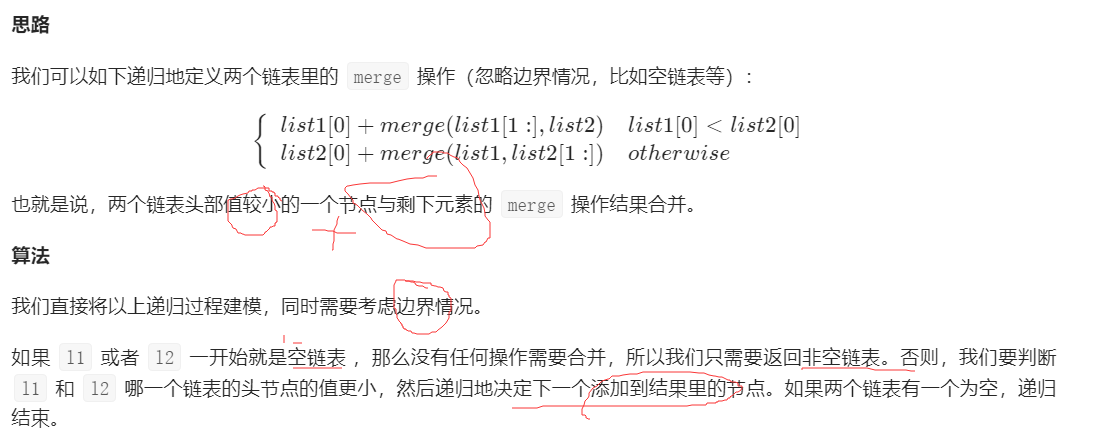 思路
我们可以如下递归地定义两个链表里的 merge 操作（忽略边界情况，比如空链表等）：
list1[0] + merge(list1[1 :], list2) list1[0] < list2[0]
list2[0] + merge(list1, list2[1 :]) otherwise
也就是说，两个链表头部值较小的一个节点与剩下元素的 merge 操作结果合并。
算法
我们直接将以上递归过程建模，同时需要考虑边界情况。
如果 l1 或者 l2 一开始就是空链表 ，那么没有任何操作需要合并，所以我们只需要返回非空链表。否则，我们要判断
l1 和 l2 哪一个链表的头节点的值更小，然后递归地决定下一个添加到结果里的节点。如果两个链表有一个为空，递归
结束。